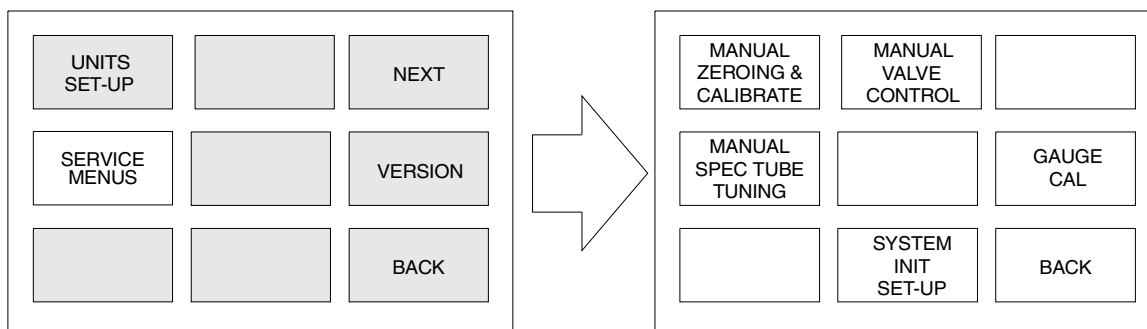 UNITS
SET-UP
NEXT
SERVICE
MENUS
VERSION
BACK
MANUAL
ZEROING &
CALIBRATE
MANUAL
VALVE
CONTROL
MANUAL
SPEC TUBE
TUNING
GAUGE
CAL
SYSTEM
INIT
SET-UP
BACK